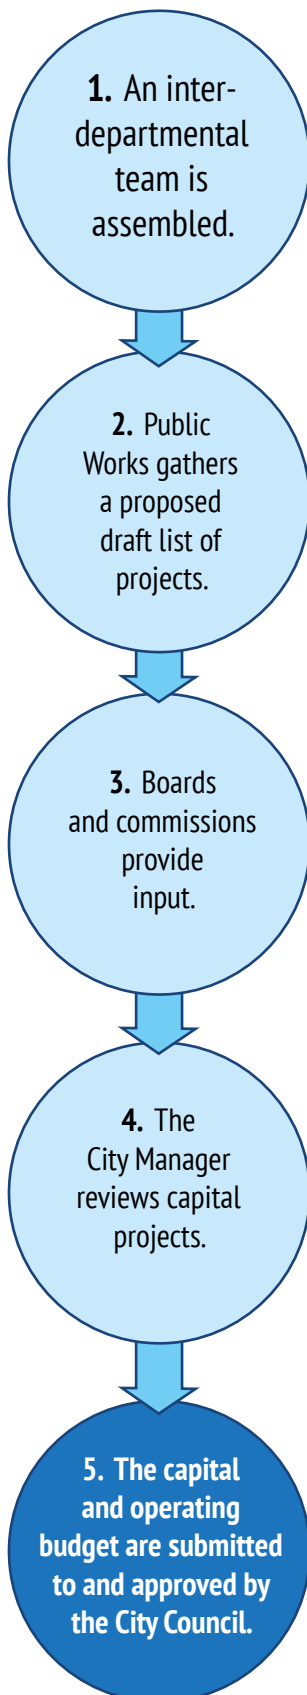 1. An inter-
departmental
team is
assembled.
2. Public
Works gathers
a proposed
draft list of
projects.
3. Boards
and commissions
provide
input.
4. The
City Manager
reviews capital
projects.
5. The capital
and operating
budget are submitted
to and approved by
the City Council.